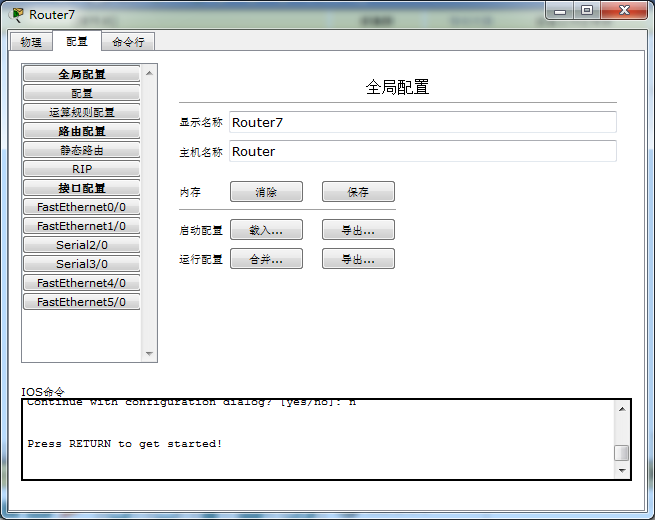 Router7
物理 配置 命令行
全局配置
配置
运算规则配置
路由配置
静态路由
RIP
接口配置
FastEthernet0/0
FastEthernet1/0
Serial2/0
Serial3/0
FastEthernet4/0
FastEthernet5/0
全局配置
显示名称 Router7
主机名称 Router
内存 消除 保存
启动配置 载入... 导出...
运行配置 合并... 导出...
IOS命令
Continue with configuration dialog? [yes/no]: n
Press RETURN to get started!